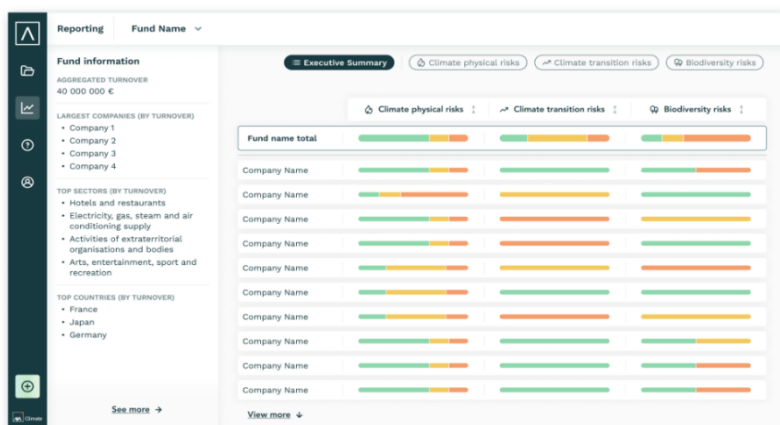 Reporting
Fund Name
Fund information
AGGREGATED TURNOVER
40 000 000 €
LARGEST COMPANIES (BY TURNOVER)
• Company 1
• Company 2
• Company 3
• Company 4
TOP SECTORS (BY TURNOVER)
• Hotels and restaurants
• Electricity, gas, steam and air
conditioning supply
• Activities of extraterritorial
organisations and bodies
• Arts, entertainment, sport and
recreation
TOP COUNTRIES (BY TURNOVER)
• France
• Japan
• Germany
See more →
AXA Climate
Executive Summary
Climate physical risks
Climate transition risks
Biodiversity risks
Climate physical risks
Climate transition risks
Biodiversity risks
Fund name total
Company Name
Company Name
Company Name
Company Name
Company Name
Company Name
Company Name
Company Name
Company Name
Company Name
View more ↓